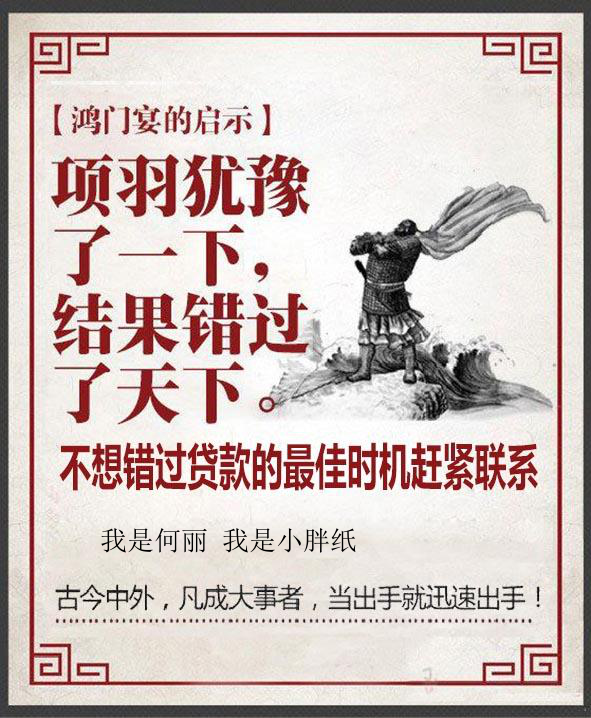 【鸿门宴的启示】
项羽犹豫
了一下，
结果错过
了天下。
不想错过贷款的最佳时机赶紧联系
我是何丽 我是小胖纸
古今中外，凡成大事者，当出手就迅速出手！